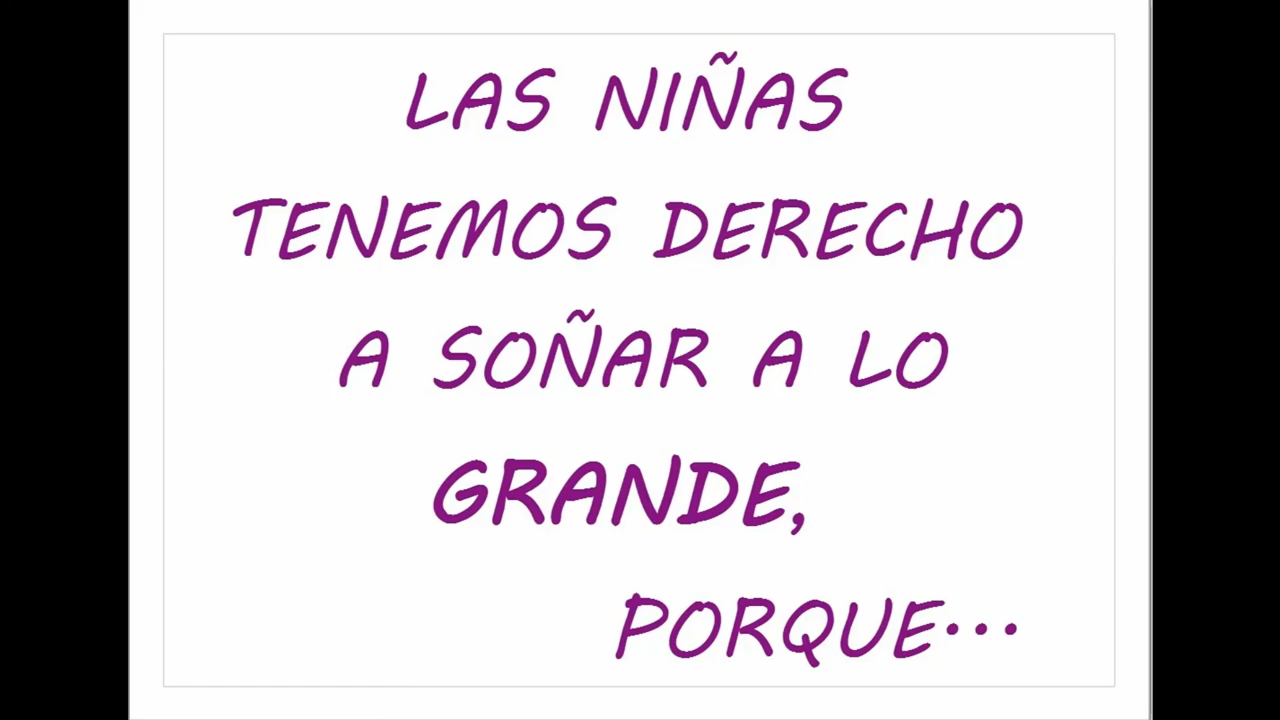 LAS NIÑAS
TENEMOS DERECHO
A SOÑAR A LO
GRANDE,
PORQUE...